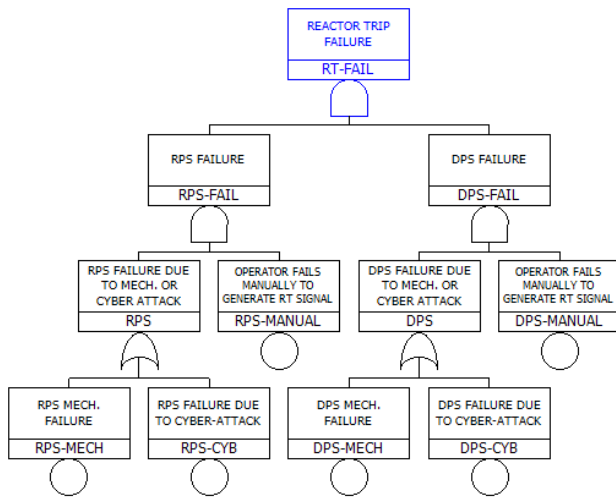 REACTOR TRIP
FAILURE
RT-FAIL
RPS FAILURE
RPS-FAIL
DPS FAILURE
DPS-FAIL
RPS FAILURE DUE
TO MECH. OR
CYBER ATTACK
RPS
OPERATOR FAILS
MANUALLY TO
GENERATE RT SIGNAL
RPS-MANUAL
DPS FAILURE DUE
TO MECH. OR
CYBER ATTACK
DPS
OPERATOR FAILS
MANUALLY TO
GENERATE RT SIGNAL
DPS-MANUAL
RPS MECH.
FAILURE
RPS-MECH
RPS FAILURE DUE
TO CYBER-ATTACK
RPS-CYB
DPS MECH.
FAILURE
DPS-MECH
DPS FAILURE DUE
TO CYBER-ATTACK
DPS-CYB